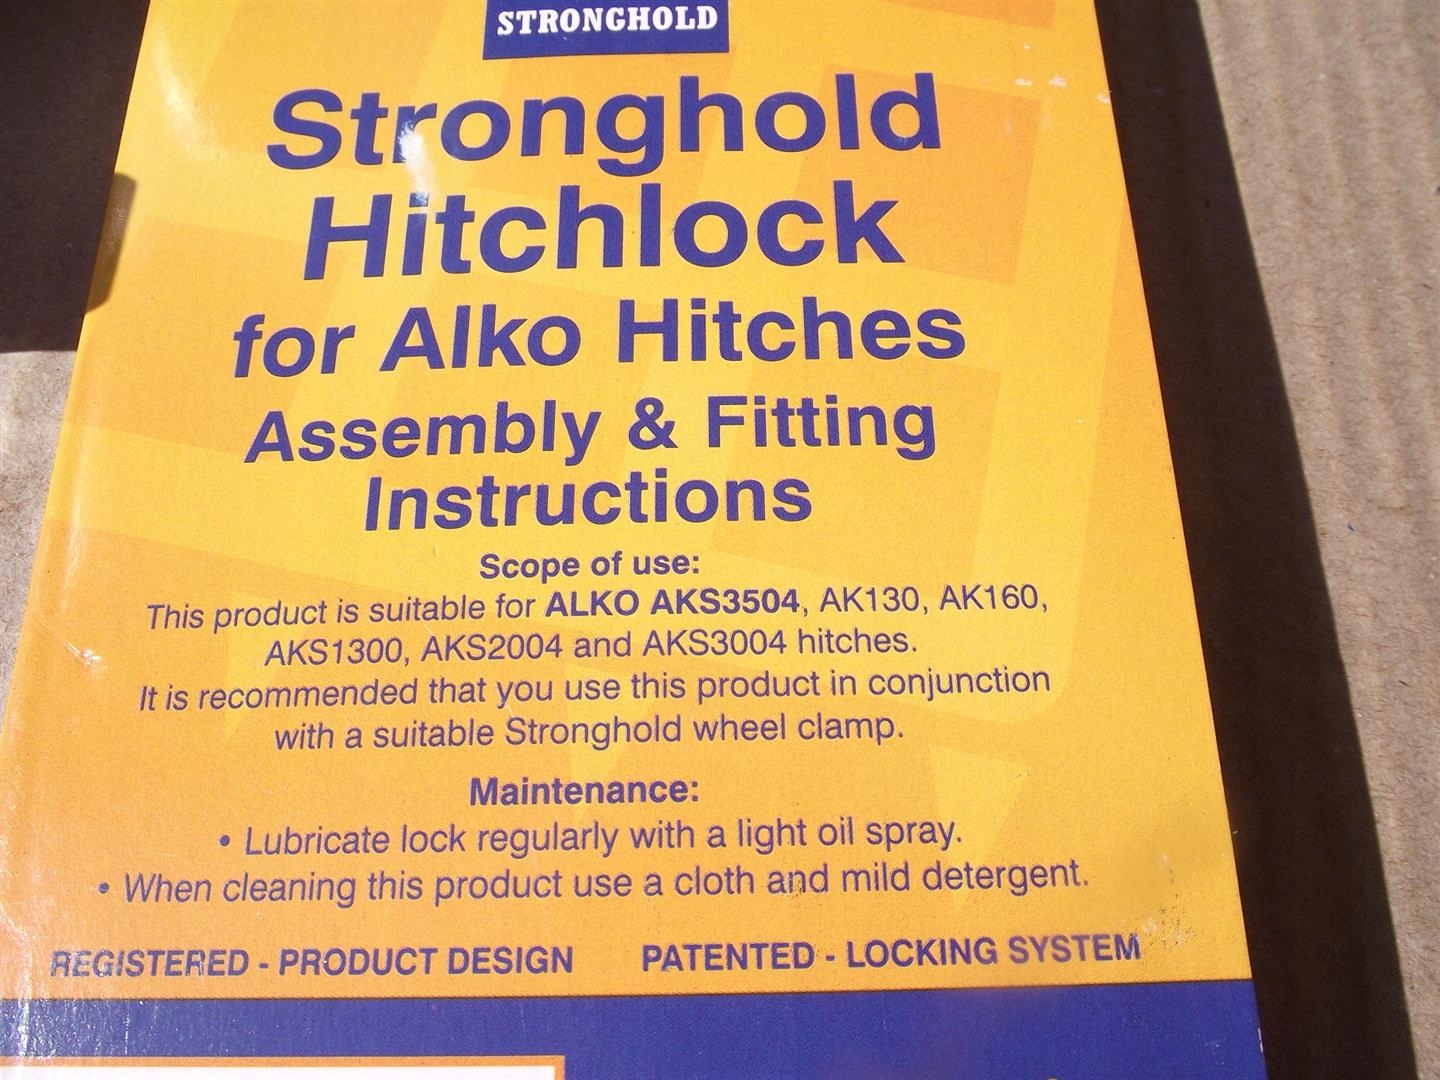 STRONGHOLD
Stronghold
Hitchlock
for Alko Hitches
Assembly & Fitting
Instructions
Scope of use:
This product is suitable for ALKO AKS3504, AK130, AK160,
AKS1300, AKS2004 and AKS3004 hitches.
It is recommended that you use this product in conjunction
with a suitable Stronghold wheel clamp.
Maintenance:
• Lubricate lock regularly with a light oil spray.
• When cleaning this product use a cloth and mild detergent.
REGISTERED - PRODUCT DESIGN PATENTED - LOCKING SYSTEM